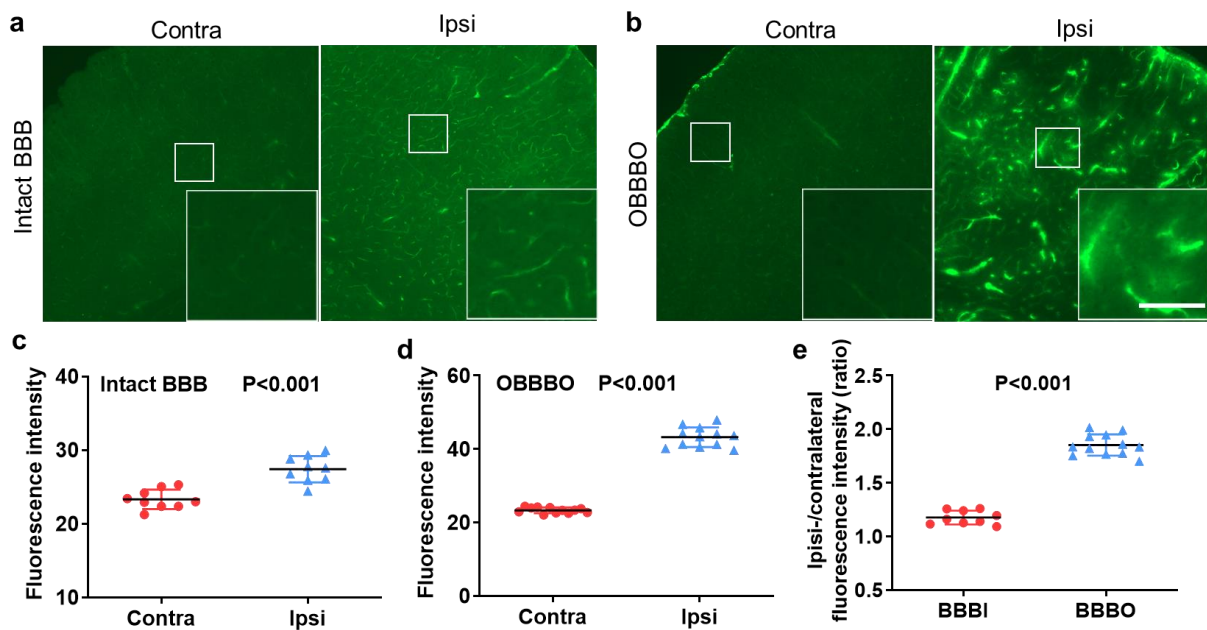 a
Contra
Ipsi
Intact BBB
b
Contra
Ipsi
OBBBO
c
Fluorescence intensity
40
30
20
10
Intact BBB P<0.001
Contra
Ipsi
d
Fluorescence intensity
60
40
20
0
OBBBO P<0.001
Contra
Ipsi
e
Ipisi-/contralateral
fluorescence intensity (ratio)
2.5
2.0
1.5
1.0
0.5
P<0.001
BBBI
BBBO